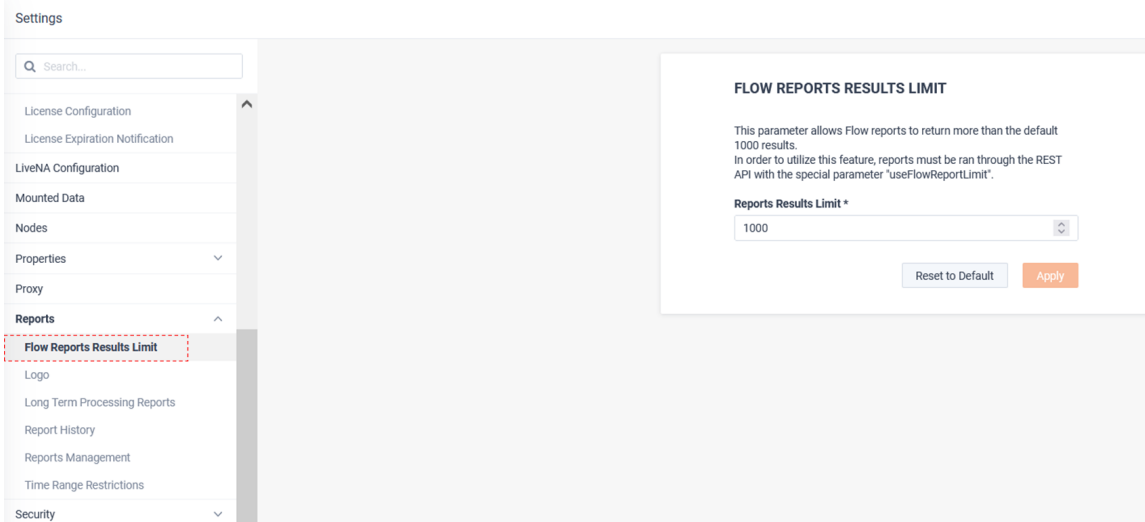 Settings
Search...
License Configuration
License Expiration Notification
LiveNA Configuration
Mounted Data
Nodes
Properties
Proxy
Reports
Flow Reports Results Limit
Logo
Long Term Processing Reports
Report History
Reports Management
Time Range Restrictions
Security
FLOW REPORTS RESULTS LIMIT
This parameter allows Flow reports to return more than the default
1000 results.
In order to utilize this feature, reports must be ran through the REST
API with the special parameter "useFlowReportLimit".
Reports Results Limit *
1000
Reset to Default
Apply